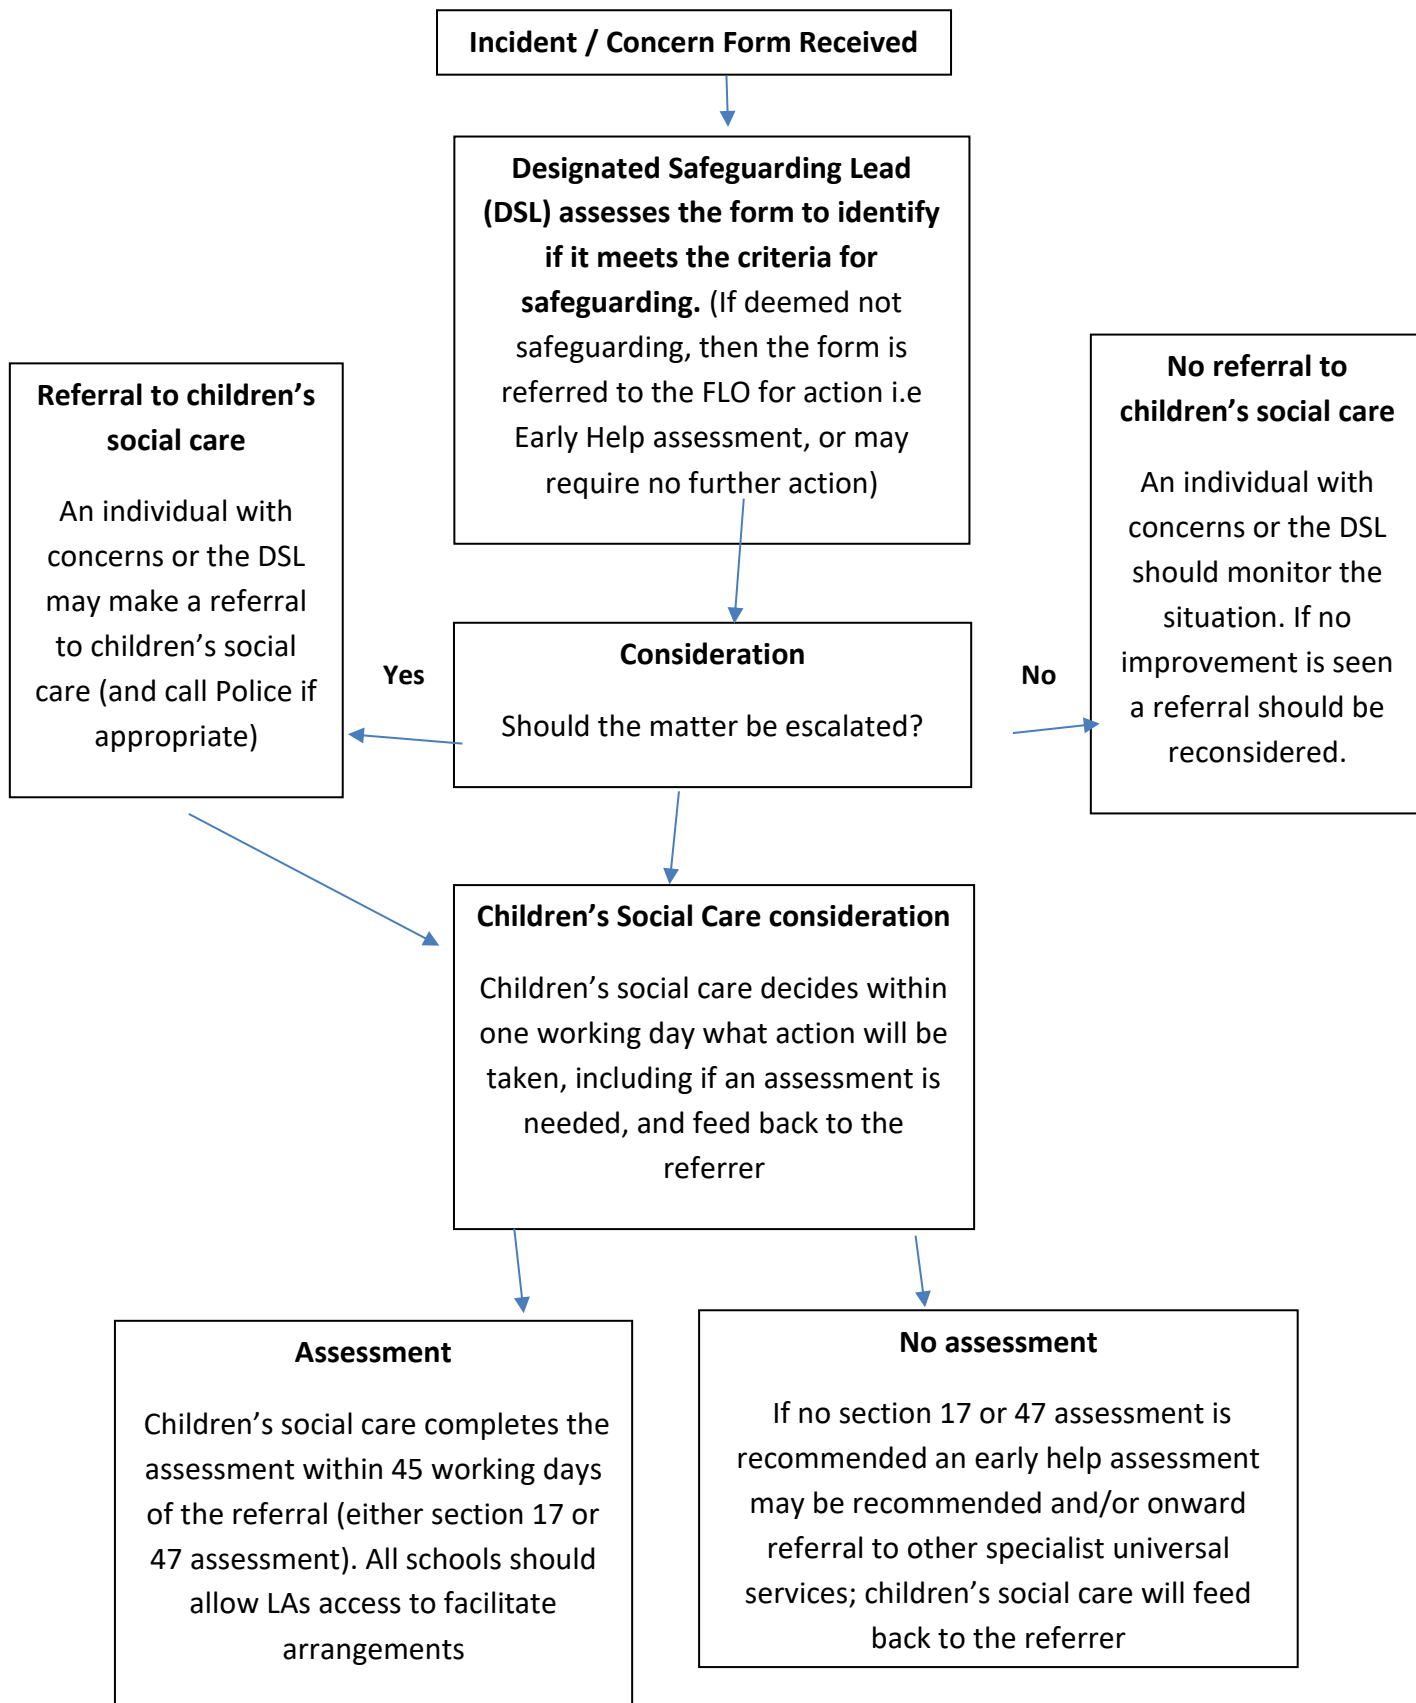 Incident / Concern Form Received
Designated Safeguarding Lead
(DSL) assesses the form to identify
if it meets the criteria for
safeguarding. (If deemed not
safeguarding, then the form is
referred to the FLO for action i.e
Early Help assessment, or may
require no further action)
Referral to children’s
social care
An individual with
concerns or the DSL
may make a referral
to children’s social
care (and call Police if
appropriate)
Yes
Consideration
Should the matter be escalated?
No
No referral to
children’s social care
An individual with
concerns or the DSL
should monitor the
situation. If no
improvement is seen
a referral should be
reconsidered.
Children’s Social Care consideration
Children’s social care decides within
one working day what action will be
taken, including if an assessment is
needed, and feed back to the
referrer
Assessment
Children’s social care completes the
assessment within 45 working days
of the referral (either section 17 or
47 assessment). All schools should
allow LAs access to facilitate
arrangements
No assessment
If no section 17 or 47 assessment is
recommended an early help assessment
may be recommended and/or onward
referral to other specialist universal
services; children’s social care will feed
back to the referrer